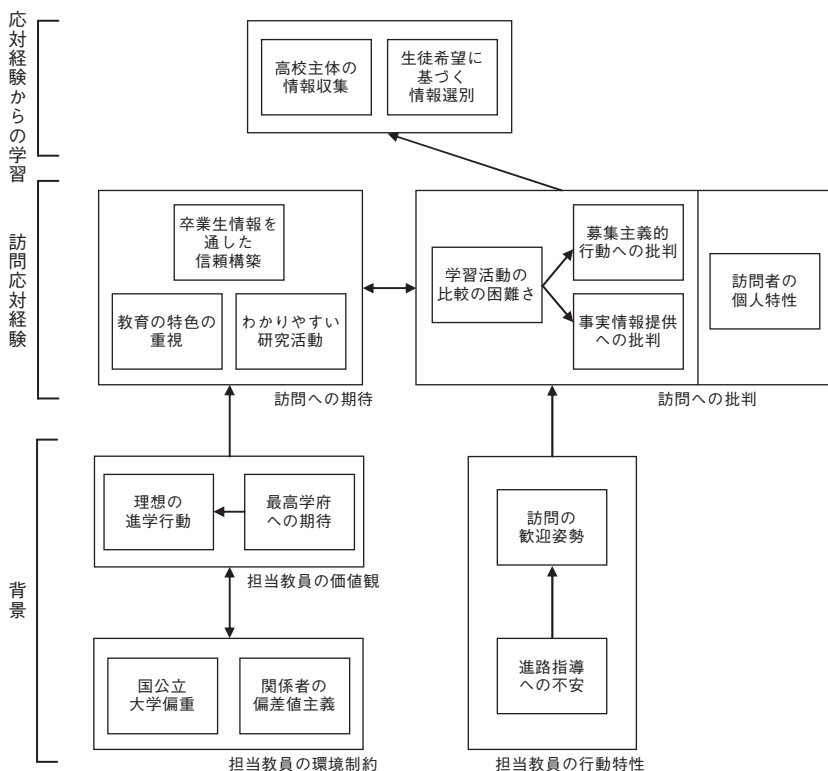 応対経験からの学習
高校主体の
情報収集
生徒希望に
基づく
情報選別
訪問応対経験
卒業生情報を
通した
信頼構築
教育の特色の
重視
わかりやすい
研究活動
訪問への期待
学習活動の
比較の困難さ
募集主義的
行動への批判
事実情報提供
への批判
訪問者の
個人特性
訪問への批判
背景
理想の
進学行動
最高学府
への期待
担当教員の価値観
国公立
大学偏重
関係者の
偏差値主義
担当教員の環境制約
訪問の
歓迎姿勢
進路指導
への不安
担当教員の行動特性